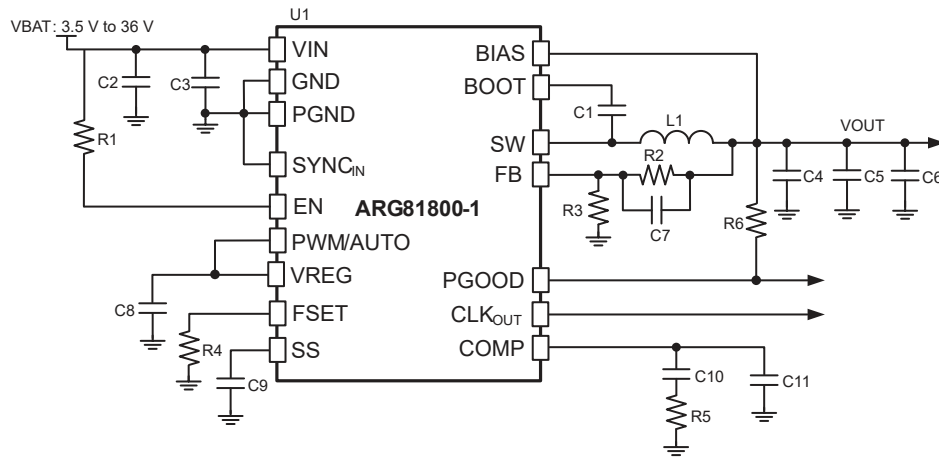 U1
VBAT: 3.5 V to 36 V
VIN
BIAS
GND
BOOT
C2
C3
C1
PGND
L1
VOUT
R1
SW
SYNCIN
R2
FB
C4
C5
C6
EN
ARG81800-1
R3
C7
R6
PWM/AUTO
VREG
PGOOD
C8
FSET
CLKOUT
R4
SS
COMP
C9
C10
C11
R5